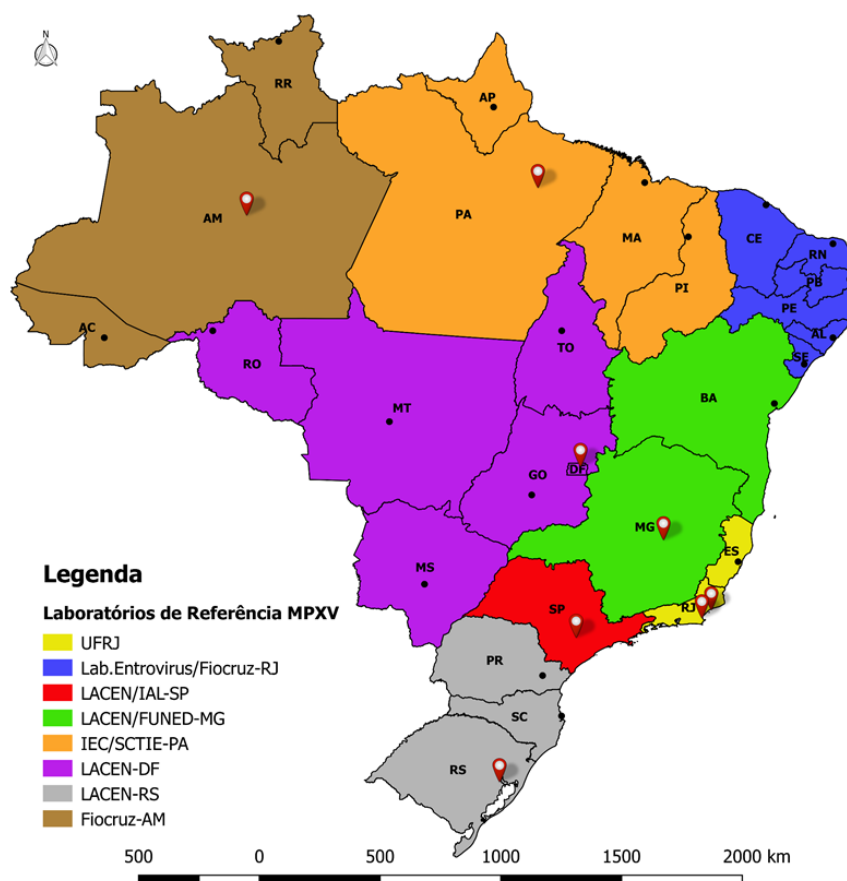 N
RR
AP
AM
PA
MA
CE
RN
PB
PI
PE
AL
SE
AC
RO
TO
BA
MT
GO
DF
MG
ES
MS
SP
RJ
PR
SC
RS
Legenda
Laboratórios de Referência MPXV
UFRJ
Lab.Entrovirus/Fiocruz-RJ
LACEN/IAL-SP
LACEN/FUNED-MG
IEC/SCTIE-PA
LACEN-DF
LACEN-RS
Fiocruz-AM
500 0 500 1000 1500 2000 km